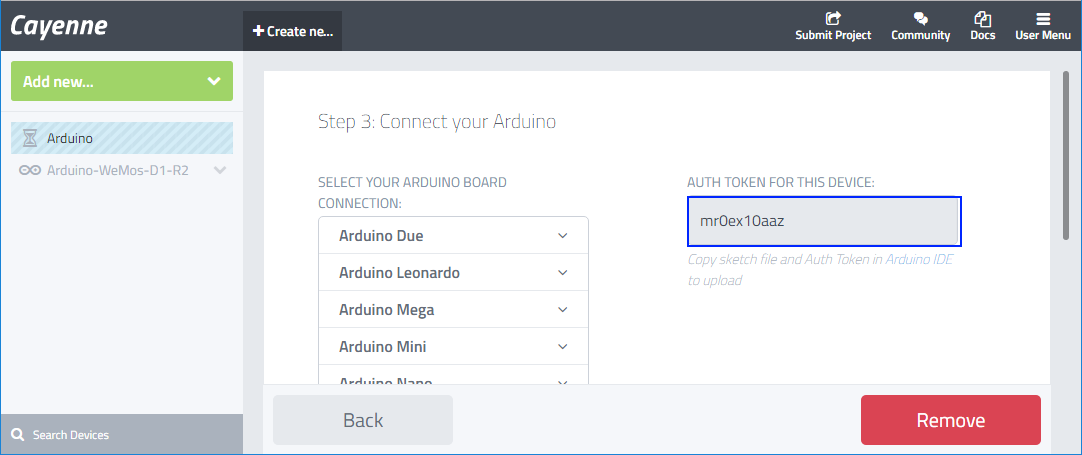 Cayenne
Create ne...
Submit Project
Community
Docs
User Menu
Add new...
Arduino
Arduino-WeMos-D1-R2
Search Devices
Step 3: Connect your Arduino
SELECT YOUR ARDUINO BOARD
CONNECTION:
Arduino Due
Arduino Leonardo
Arduino Mega
Arduino Mini
Arduino Nano
AUTH TOKEN FOR THIS DEVICE:
mr0ex10aaz
Copy sketch file and Auth Token in Arduino IDE
to upload
Back
Remove